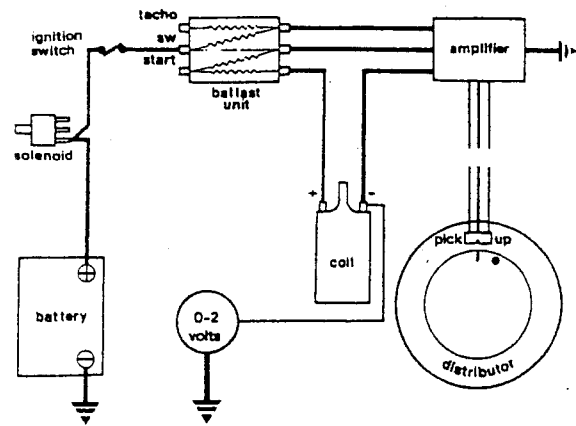 tacho
ignition
switch
sw
start
ballast
unit
amplifier
solenoid
pick up
+
-
coil
battery
0-2
volts
distributor